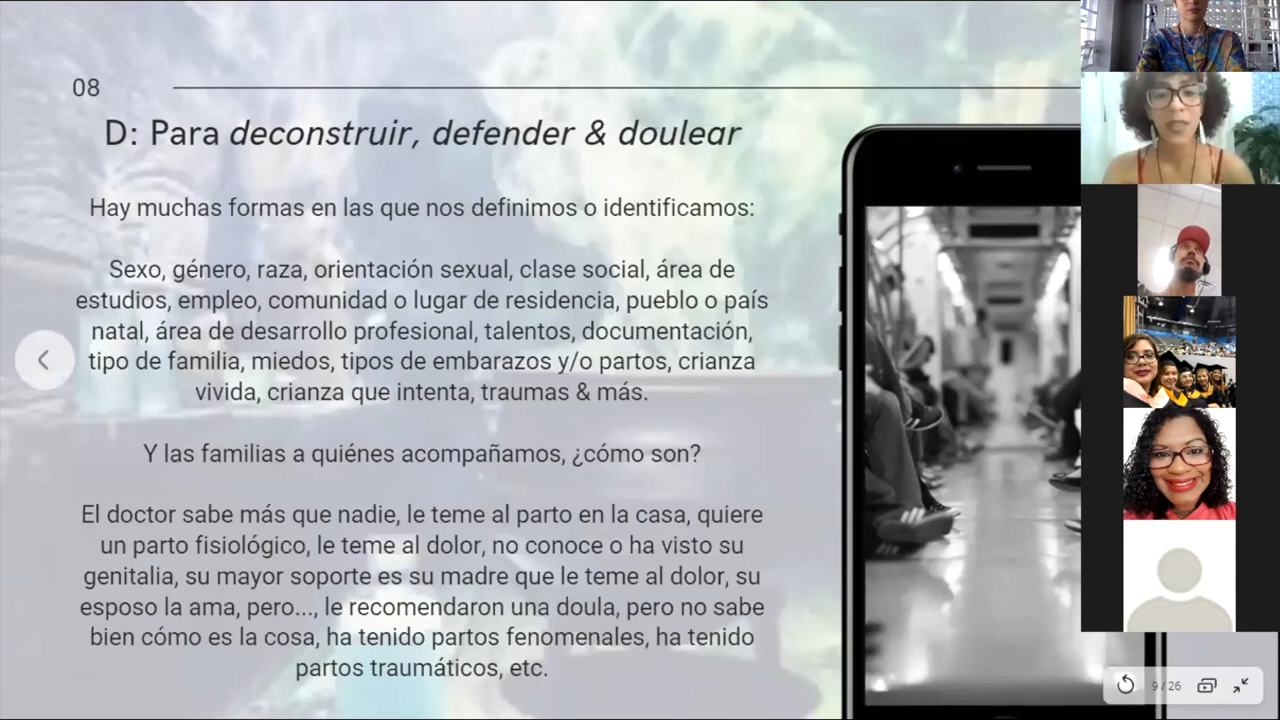 08
D: Para deconstruir, defender & doulear
Hay muchas formas en las que nos definimos o identificamos:
Sexo, género, raza, orientación sexual, clase social, área de
estudios, empleo, comunidad o lugar de residencia, pueblo o país
natal, área de desarrollo profesional, talentos, documentación,
tipo de familia, miedos, tipos de embarazos y/o partos, crianza
vivida, crianza que intenta, traumas & más.
Y las familias a quiénes acompañamos, ¿cómo son?
El doctor sabe más que nadie, le teme al parto en la casa, quiere
un parto fisiológico, le teme al dolor, no conoce o ha visto su
genitalia, su mayor soporte es su madre que le teme al dolor, su
esposo la ama, pero..., le recomendaron una doula, pero no sabe
bien cómo es la cosa, ha tenido partos fenomenales, ha tenido
partos traumáticos, etc.
9 / 26